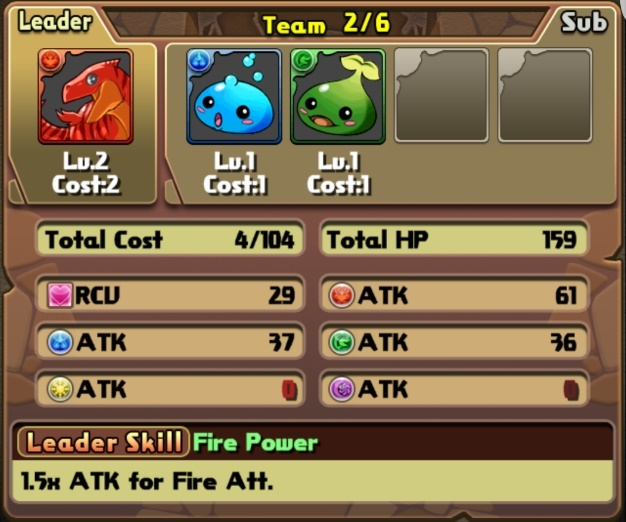 Leader Team 2/6 Sub
Lv.2 Lv.1 Lv.1
Cost:2 Cost:1 Cost:1
Total Cost 4/104 Total HP 159
RCV 29 ATK 61
ATK 37 ATK 36
ATK 0 ATK 0
Leader Skill Fire Power
1.5x ATK for Fire Att.